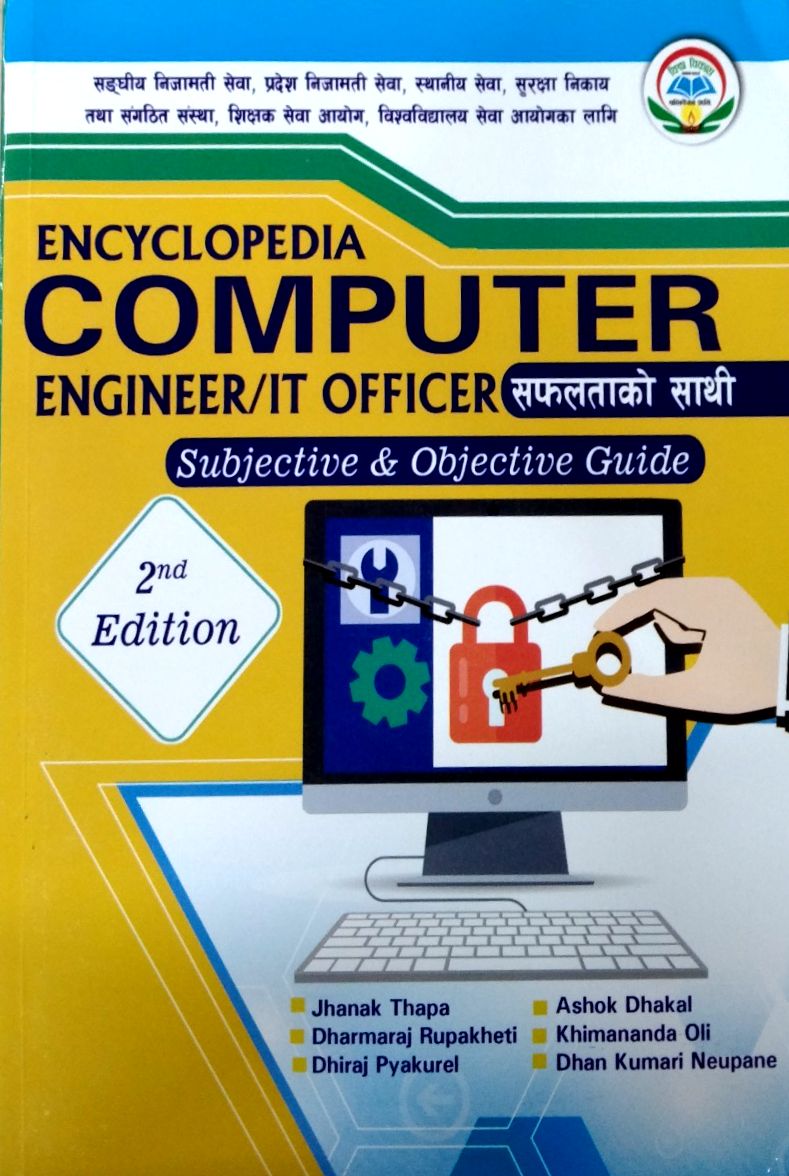 सङ्घीय निजामती सेवा, प्रदेश निजामती सेवा, स्थानीय सेवा, सुरक्षा निकाय
तथा संगठित संस्था, शिक्षक सेवा आयोग, विश्वविद्यालय सेवा आयोगका लागि
ENCYCLOPEDIA
COMPUTER
ENGINEER/IT OFFICER सफलताको साथी
Subjective & Objective Guide
2nd
Edition
Jhanak Thapa
Dharmaraj Rupakheti
Dhiraj Pyakurel
Ashok Dhakal
Khimananda Oli
Dhan Kumari Neupane